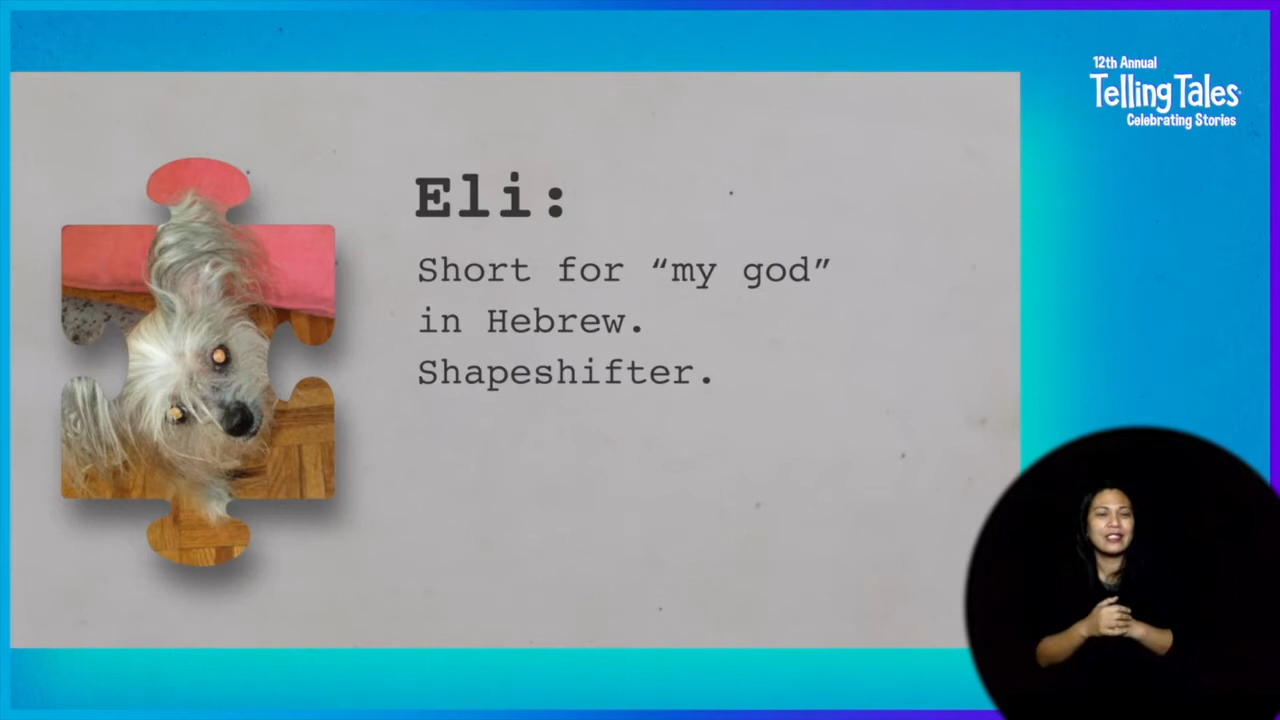 12th Annual
Telling Tales
Celebrating Stories
Eli:
Short for “my god”
in Hebrew.
Shapeshifter.